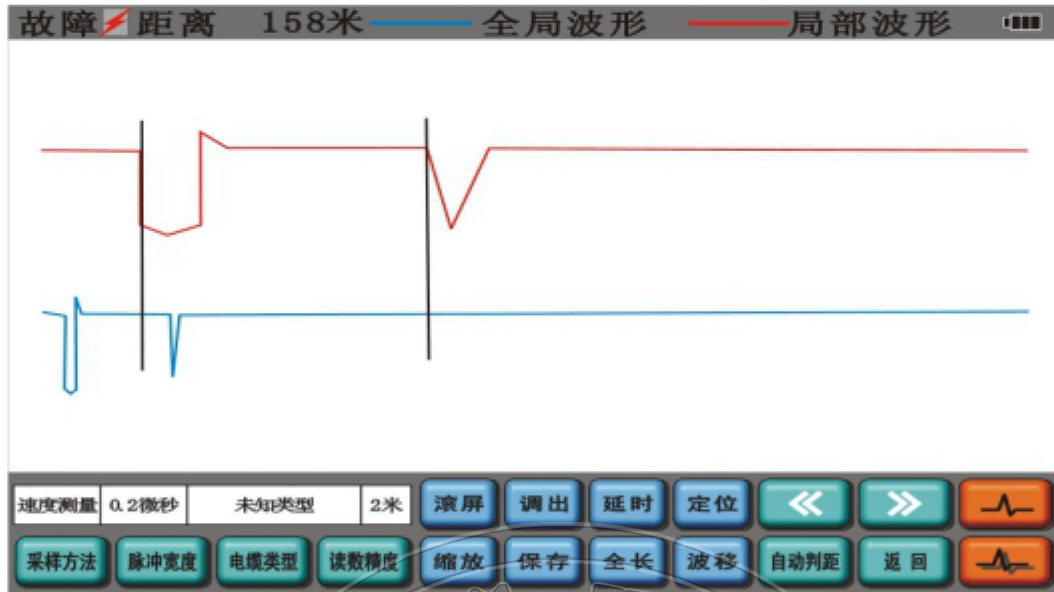 故障距离 158米 全局波形 局部波形
速度测量 0.2微秒 未知类型 2米 滚屏 调出 延时 定位
采样方法 脉冲宽度 电缆类型 读数精度 缩放 保存 全长 波移 自动判距 返回